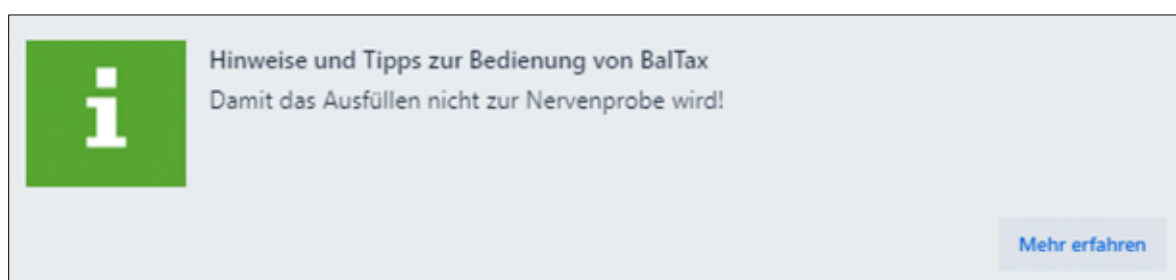 Hinweise und Tipps zur Bedienung von BalTax
Damit das Ausfüllen nicht zur Nervenprobe wird!
Mehr erfahren